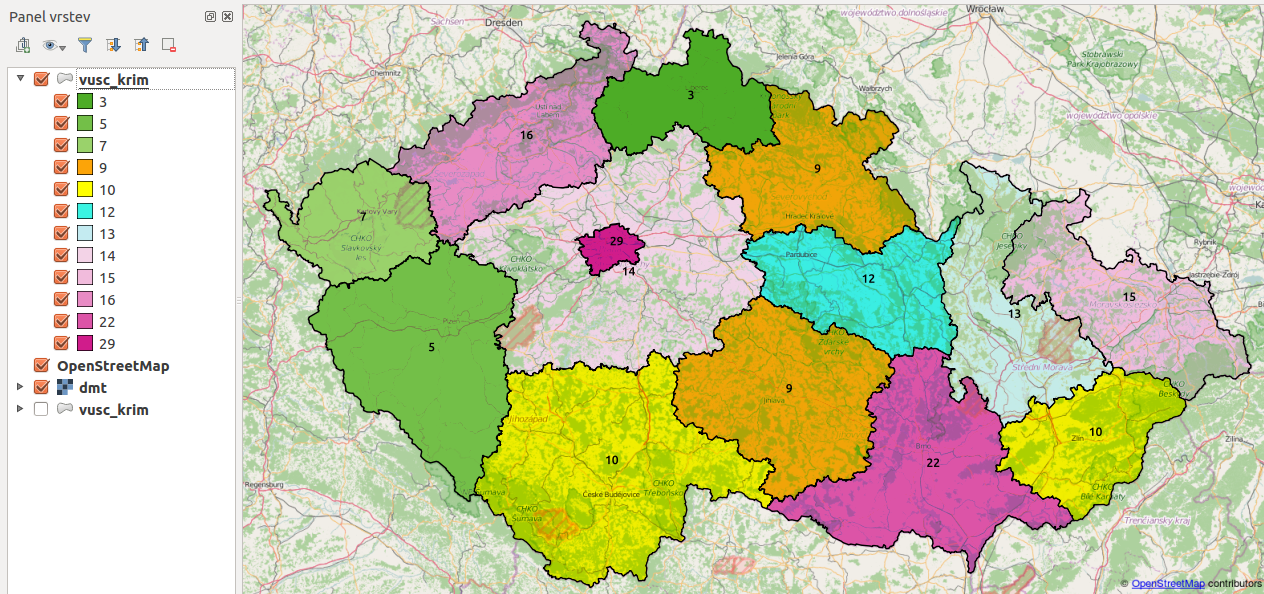 Panel vrstev
vusc_krim
3
5
7
9
10
12
13
14
15
16
22
29
OpenStreetMap
dmt
vusc_krim
Sachsen
Dresden
województwo dolnośląskie
Wrocław
Chemnitz
Jelenia Góra
Wałbrzych
Stobrawski
Park Krajobrazowy
województwo opolskie
3
Ústí nad
Labem
16
9
Karlovy Vary
7
CHKO
Slavkovský
les
Hradec Králové
29
14
CHKO
Pardubice
12
CHKO
Jeseníky
Rybnik
Jastrzębie-Zdrój
15
13
Plzeň
5
CHKO
Žďárské
vrchy
Střední Morava
9
Jihlava
CHKO
Beskydy
Jihozápad
10
České Budějovice
CHKO
Třeboňsko
CHKO
Šumava
Brno
22
10
Zlín
CHKO
Bílé Karpaty
Žilina
Regensburg
Trenčiansky kraj
© OpenStreetMap contributors